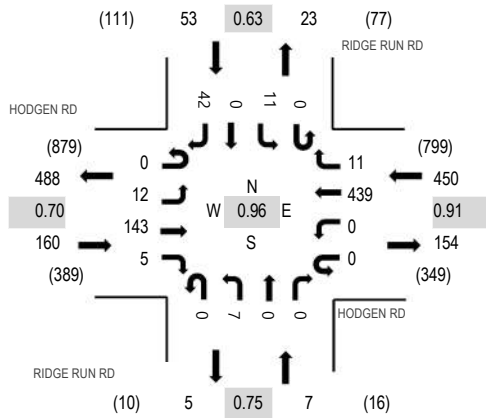 (111) 53 0.63 23 (77)
RIDGE RUN RD
42 0 11 0
HODGEN RD
(879) (799)
0 11
488 450
12 N 439
0.70 W 0.96 E 0.91
143 0
160 S 154
5 0
(389) (349)
0 7 0 0
HODGEN RD
RIDGE RUN RD
(10) 5 0.75 7 (16)